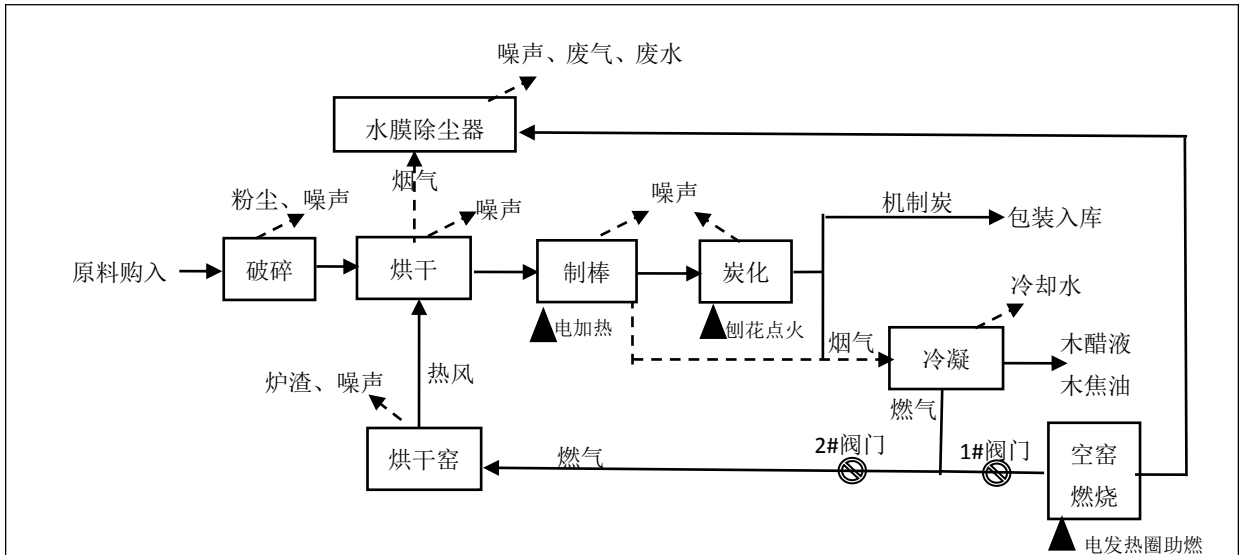 噪声、废气、废水
水膜除尘器
烟气
粉尘、噪声
噪声
噪声
机制炭
包装入库
原料购入
破碎
烘干
制棒
炭化
冷却水
电加热
刨花点火
烟气
冷凝
木醋液
木焦油
炉渣、噪声
热风
燃气
烘干窑
燃气
2#阀门
1#阀门
空窑
燃烧
电发热圈助燃